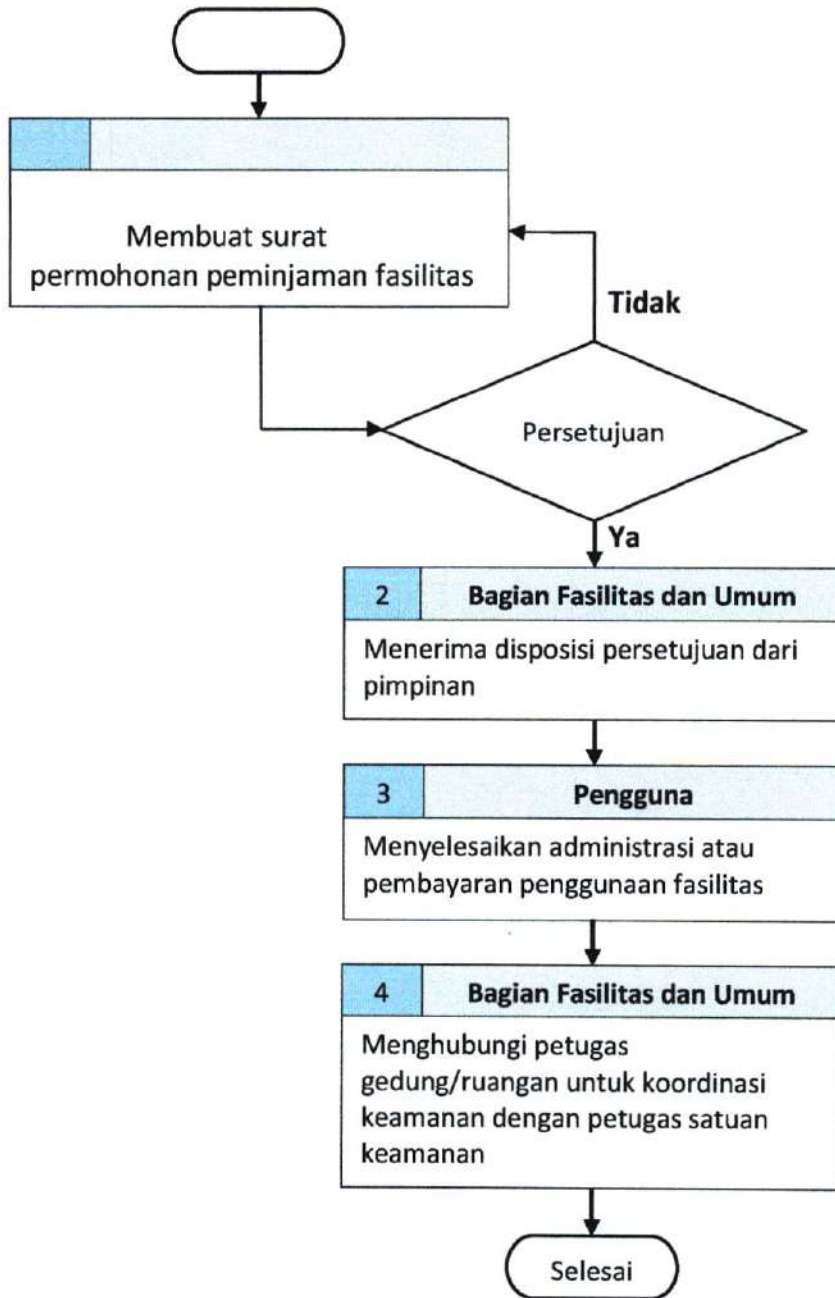 Membuat surat
permohonan peminjaman fasilitas
Tidak
Persetujuan
Ya
2 Bagian Fasilitas dan Umum
Menerima disposisi persetujuan dari
pimpinan
3 Pengguna
Menyelesaikan administrasi atau
pembayaran penggunaan fasilitas
4 Bagian Fasilitas dan Umum
Menghubungi petugas
gedung/ruangan untuk koordinasi
keamanan dengan petugas satuan
keamanan
Selesai